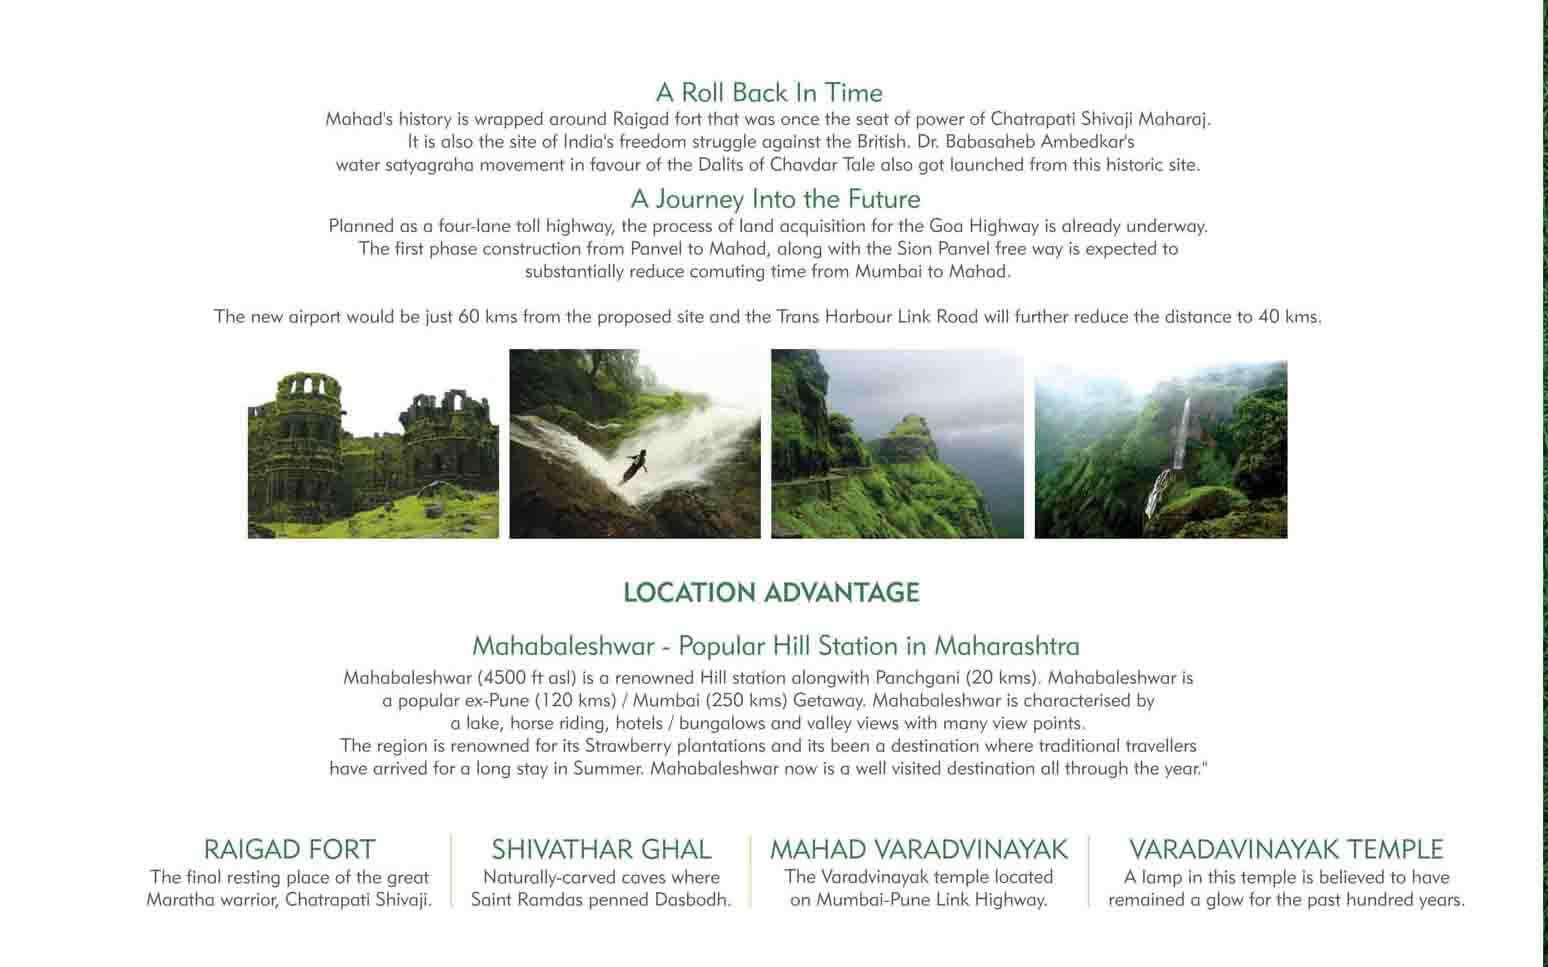 A Roll Back In Time
Mahad's history is wrapped around Raigad fort that was once the seat of power of Chatrapati Shivaji Maharaj.
It is also the site of India's freedom struggle against the British. Dr. Babasaheb Ambedkar's
water satyagraha movement in favour of the Dalits of Chavdar Tale also got launched from this historic site.
A Journey Into the Future
Planned as a four-lane toll highway, the process of land acquisition for the Goa Highway is already underway.
The first phase construction from Panvel to Mahad, along with the Sion Panvel free way is expected to
substantially reduce comuting time from Mumbai to Mahad.
The new airport would be just 60 kms from the proposed site and the Trans Harbour Link Road will further reduce the distance to 40 kms.
LOCATION ADVANTAGE
Mahabaleshwar - Popular Hill Station in Maharashtra
Mahabaleshwar (4500 ft asl) is a renowned Hill station alongwith Panchgani (20 kms). Mahabaleshwar is
a popular ex-Pune (120 kms) / Mumbai (250 kms) Getaway. Mahabaleshwar is characterised by
a lake, horse riding, hotels / bungalows and valley views with many view points.
The region is renowned for its Strawberry plantations and its been a destination where traditional travellers
have arrived for a long stay in Summer. Mahabaleshwar now is a well visited destination all through the year."
RAIGAD FORT
The final resting place of the great
Maratha warrior, Chatrapati Shivaji.
SHIVATHAR GHAL
Naturally-carved caves where
Saint Ramdas penned Dasbodh.
MAHAD VARADVINAYAK
The Varadvinayak temple located
on Mumbai-Pune Link Highway.
VARADAVINAYAK TEMPLE
A lamp in this temple is believed to have
remained a glow for the past hundred years.